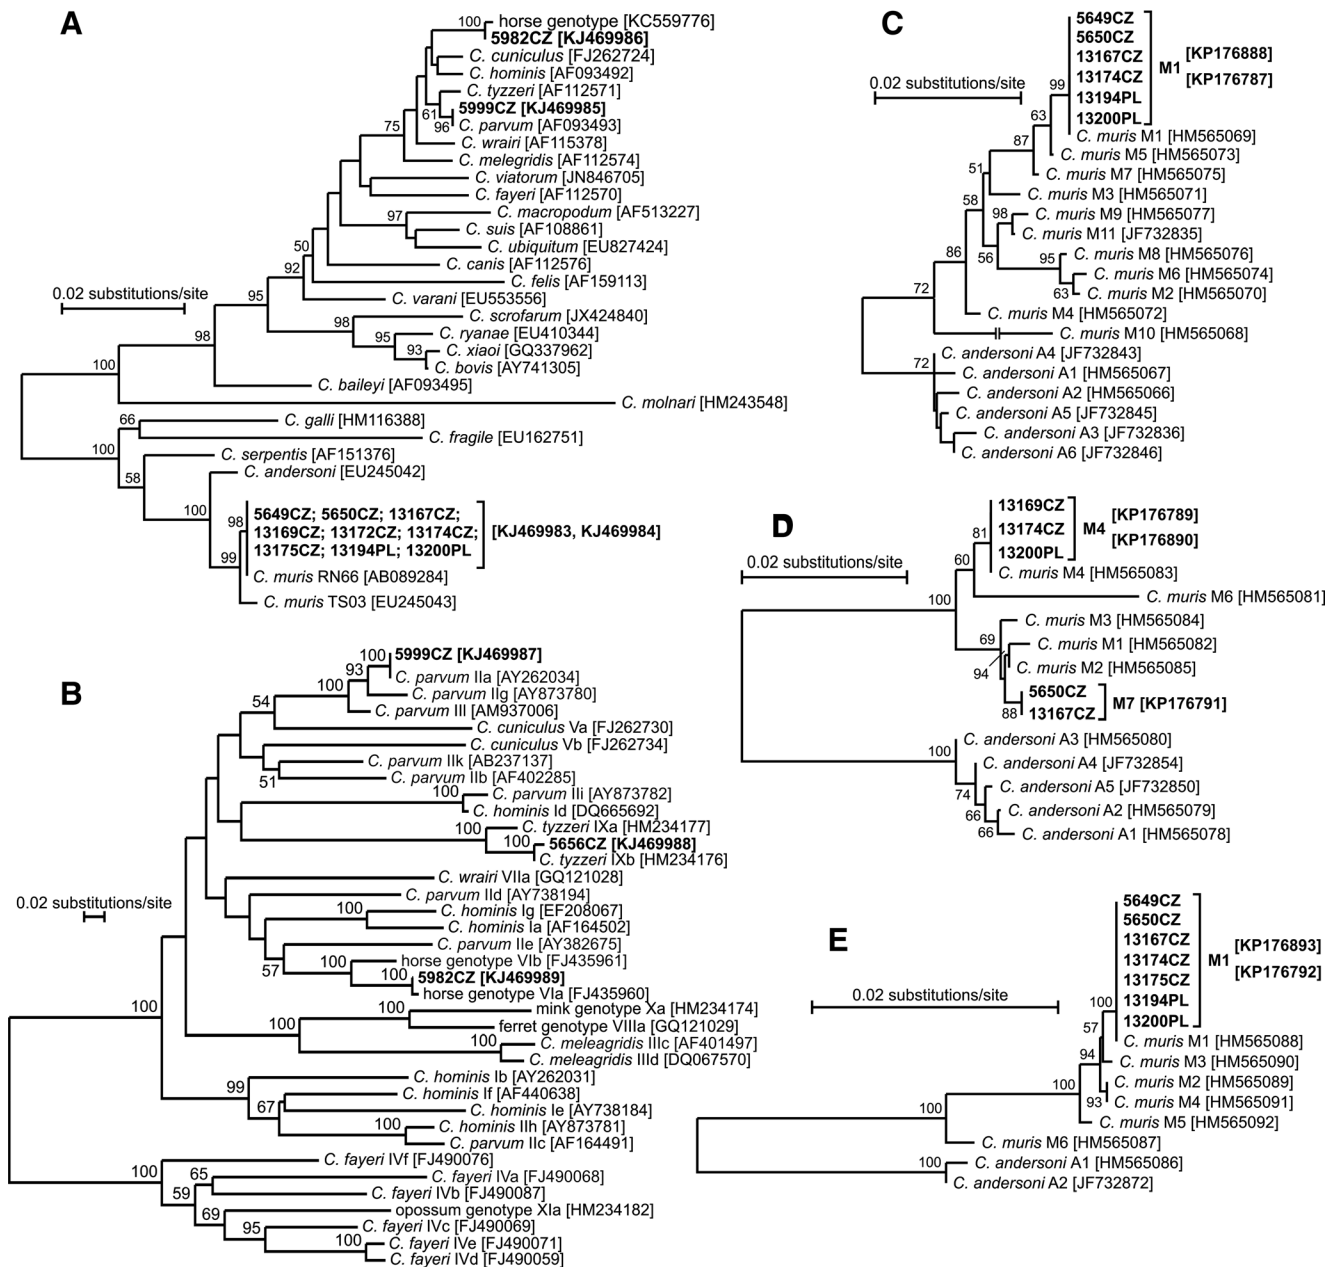 A
100
horse genotype [KC559776]
5982CZ [KJ469986]
C. cuniculus [FJ262724]
C. hominis [AF093492]
C. tyzzeri [AF112571]
61
5999CZ [KJ469985]
96
C. parvum [AF093493]
75
C. wrairi [AF115378]
C. melegridis [AF112574]
C. viatorum [JN846705]
C. fayeri [AF112570]
C. macropodum [AF513227]
97
C. suis [AF108861]
C. ubiquitum [EU827424]
50
C. canis [AF112576]
92
C. felis [AF159113]
0.02 substitutions/site
95
C. varani [EU553556]
C. scrofarum [JX424840]
98
C. ryanae [EU410344]
95
98
C. xiaoi [GQ337962]
93
C. bovis [AY741305]
100
C. baileyi [AF093495]
C. molnari [HM243548]
66
C. galli [HM116388]
C. fragile [EU162751]
100
C. serpentis [AF151376]
58
C. andersoni [EU245042]
100
98
5649CZ; 5650CZ; 13167CZ;
13169CZ; 13172CZ; 13174CZ;
13175CZ; 13194PL; 13200PL
[KJ469983, KJ469984]
99
C. muris RN66 [AB089284]
C. muris TS03 [EU245043]
B
100
5999CZ [KJ469987]
93
C. parvum IIa [AY262034]
100
C. parvum IIg [AY873780]
54
C. parvum III [AM937006]
C. cuniculus Va [FJ262730]
C. cuniculus Vb [FJ262734]
C. parvum IIk [AB237137]
51
C. parvum IIb [AF402285]
100
C. parvum IIi [AY873782]
C. hominis Id [DQ665692]
100
C. tyzzeri IXa [HM234177]
100
5656CZ [KJ469988]
C. tyzzeri IXb [HM234176]
C. wrairi VIIa [GQ121028]
C. parvum IId [AY738194]
0.02 substitutions/site
100
C. hominis Ig [EF208067]
C. hominis Ia [AF164502]
C. parvum IIe [AY382675]
57
100
horse genotype VIb [FJ435961]
100
5982CZ [KJ469989]
horse genotype VIa [FJ435960]
100
100
mink genotype Xa [HM234174]
100
ferret genotype VIIIa [GQ121029]
100
C. meleagridis IIIc [AF401497]
C. meleagridis IIId [DQ067570]
99
C. hominis Ib [AY262031]
C. hominis If [AF440638]
67
C. hominis Ie [AY738184]
100
C. hominis IIh [AY873781]
C. parvum IIc [AF164491]
100
C. fayeri IVf [FJ490076]
65
C. fayeri IVa [FJ490068]
59
C. fayeri IVb [FJ490087]
69
opossum genotype XIa [HM234182]
95
C. fayeri IVc [FJ490069]
100
C. fayeri IVe [FJ490071]
C. fayeri IVd [FJ490059]
C
5649CZ
5650CZ
13167CZ
13174CZ
13194PL
13200PL
M1
[KP176888]
[KP176787]
0.02 substitutions/site
99
63
C. muris M1 [HM565069]
87
C. muris M5 [HM565073]
C. muris M7 [HM565075]
51
C. muris M3 [HM565071]
58
98
C. muris M9 [HM565077]
C. muris M11 [JF732835]
86
56
95
C. muris M8 [HM565076]
C. muris M6 [HM565074]
63
C. muris M2 [HM565070]
72
C. muris M4 [HM565072]
C. muris M10 [HM565068]
72
C. andersoni A4 [JF732843]
C. andersoni A1 [HM565067]
C. andersoni A2 [HM565066]
C. andersoni A5 [JF732845]
C. andersoni A3 [JF732836]
C. andersoni A6 [JF732846]
D
13169CZ
13174CZ
13200PL
M4
[KP176789]
[KP176890]
81
0.02 substitutions/site
60
C. muris M4 [HM565083]
100
C. muris M6 [HM565081]
C. muris M3 [HM565084]
69
C. muris M1 [HM565082]
94
C. muris M2 [HM565085]
5650CZ
13167CZ
M7 [KP176791]
88
100
C. andersoni A3 [HM565080]
C. andersoni A4 [JF732854]
74
C. andersoni A5 [JF732850]
66
C. andersoni A2 [HM565079]
66
C. andersoni A1 [HM565078]
E
5649CZ
5650CZ
13167CZ
13174CZ
13175CZ
13194PL
13200PL
M1
[KP176893]
[KP176792]
0.02 substitutions/site
100
57
C. muris M1 [HM565088]
94
C. muris M3 [HM565090]
100
C. muris M2 [HM565089]
93
C. muris M4 [HM565091]
100
C. muris M5 [HM565092]
C. muris M6 [HM565087]
100
C. andersoni A1 [HM565086]
C. andersoni A2 [JF732872]